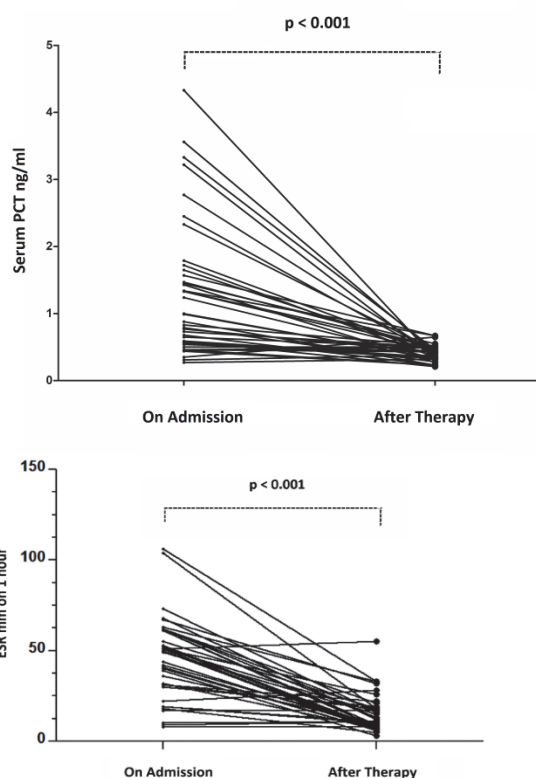 p < 0.001
5
4
3
2
1
0
Serum PCT ng/ml
On Admission After Therapy
p < 0.001
150
100
50
0
ESR mm on 1 hour
On Admission After Therapy